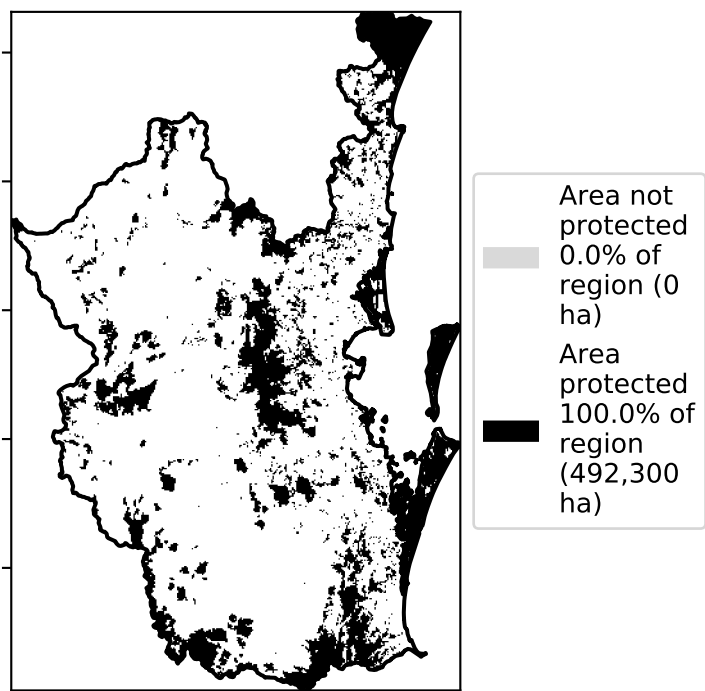 Area not
protected
0.0% of
region (0
ha)
Area
protected
100.0% of
region
(492,300
ha)